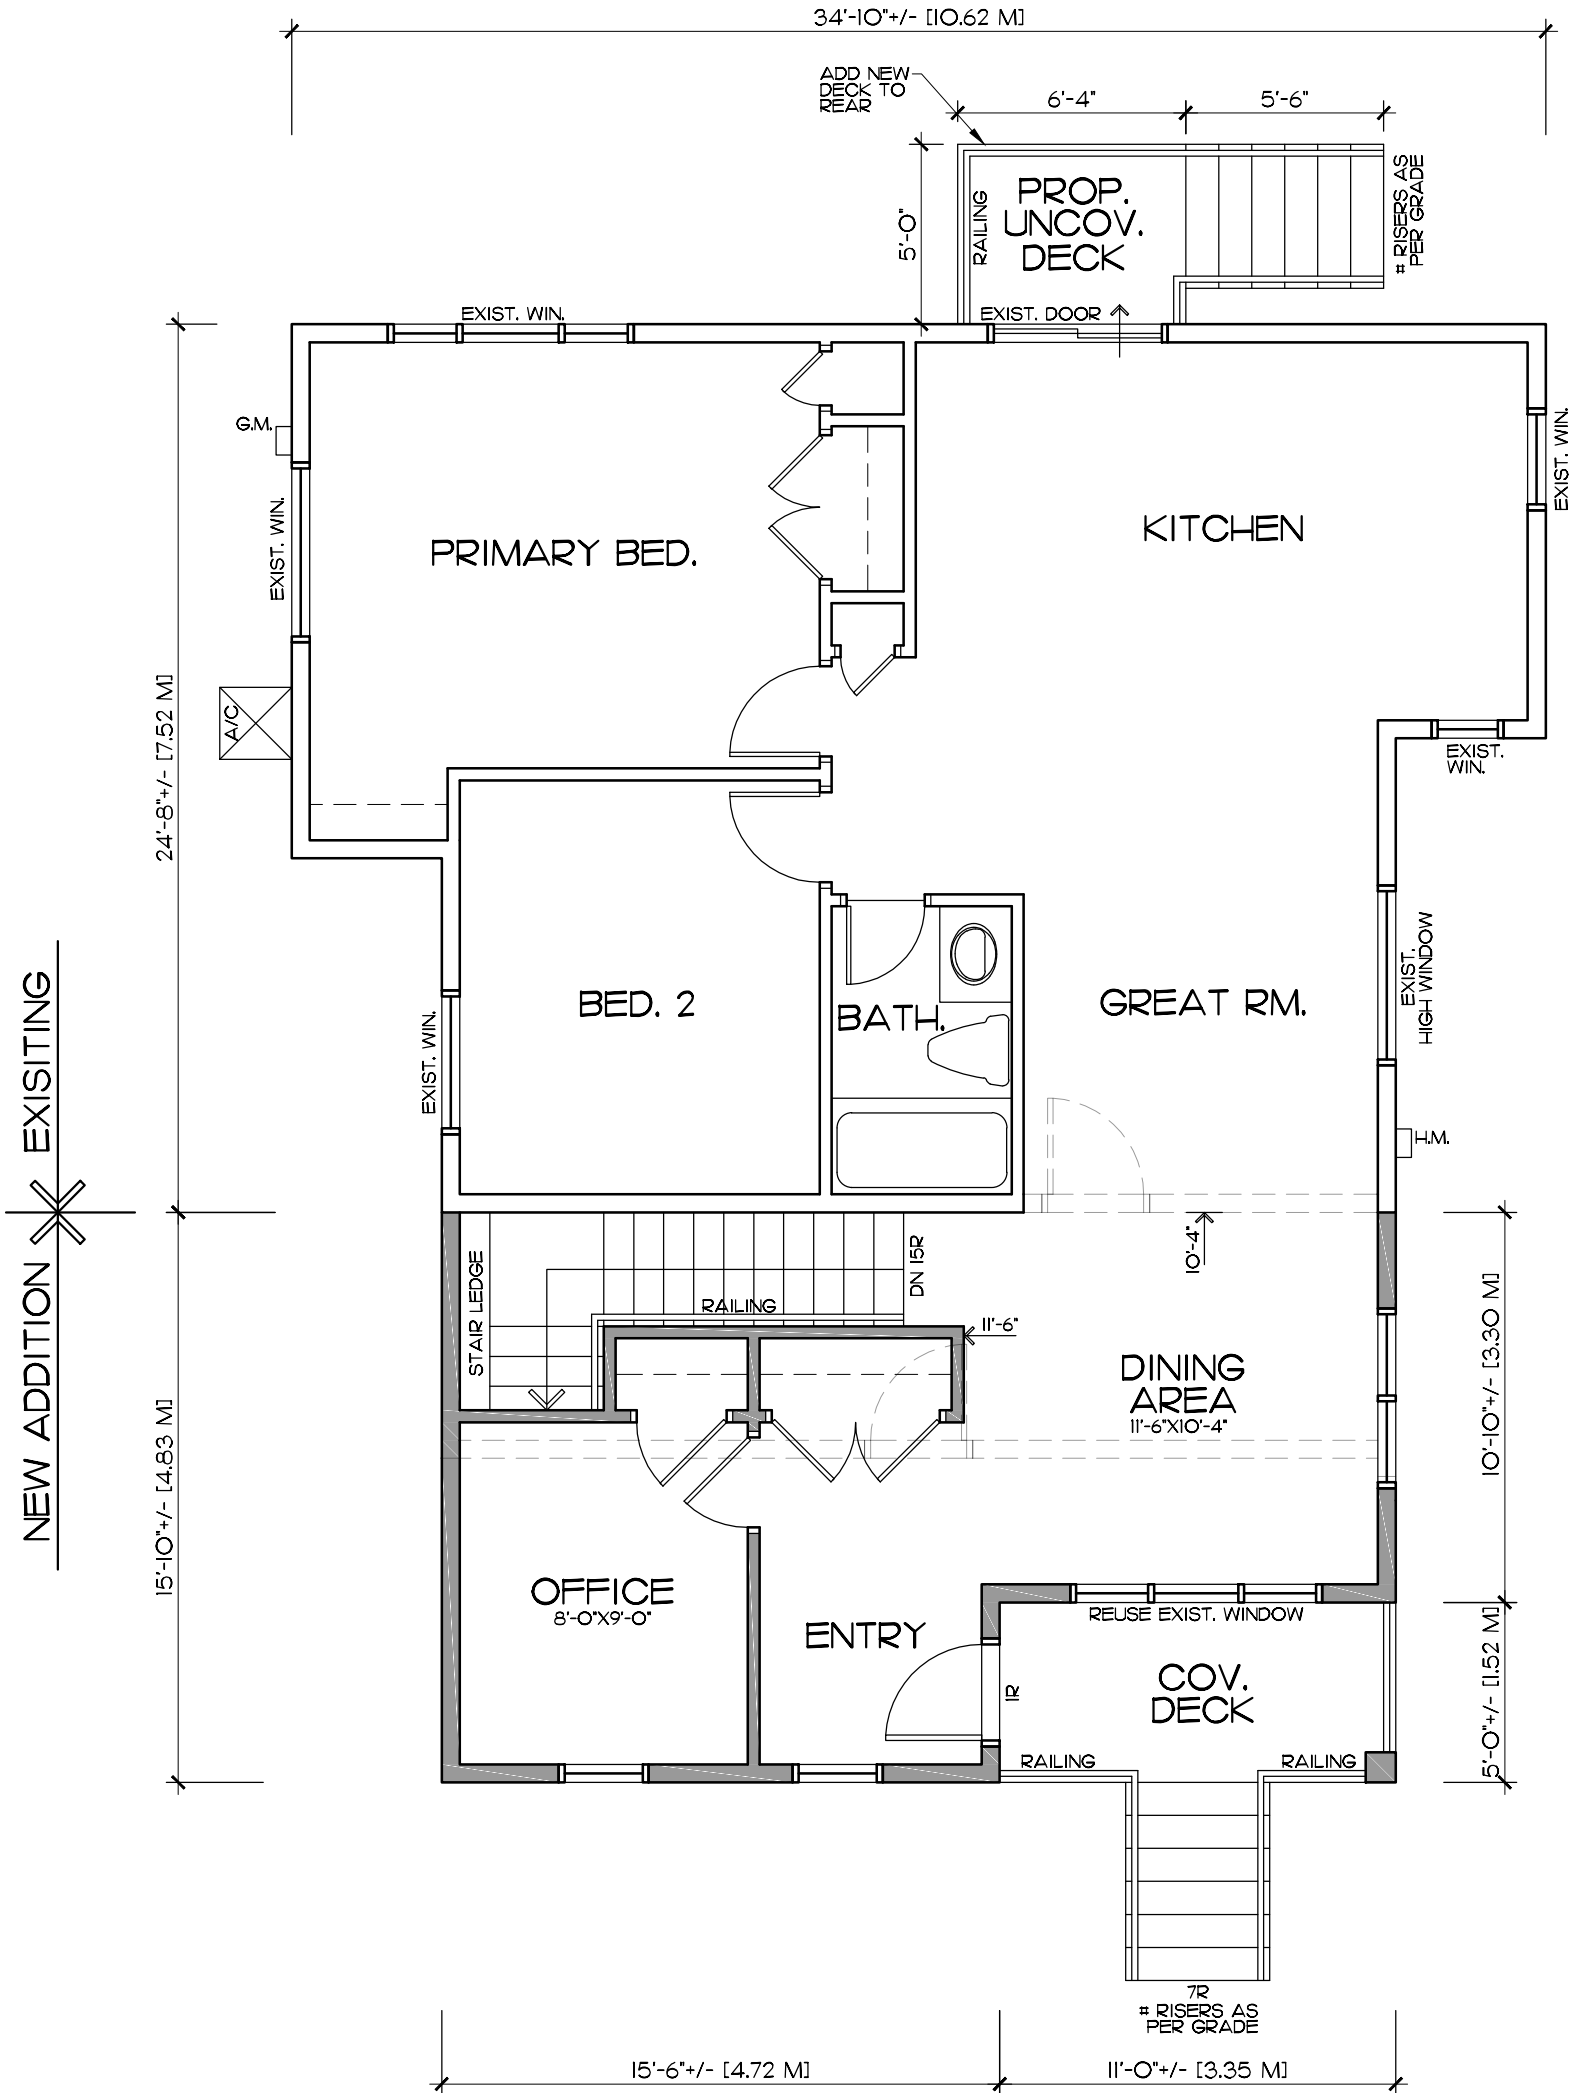 34'-10"+/- [10.62 M]
ADD NEW
DECK TO
REAR
6'-4"
5'-6"
5'-0"
RAILING
PROP.
UNCOV.
DECK
# RISERS AS
PER GRADE
EXIST. WIN.
EXIST. DOOR
G.M.
EXIST. WIN.
EXIST. WIN.
PRIMARY BED.
KITCHEN
A/C
24'-8"+/- [7.52 M]
EXIST.
WIN.
EXIST.
HIGH WINDOW
EXISITING
BED. 2
BATH.
GREAT RM.
EXIST. WIN.
H.M.
NEW ADDITION
STAIR LEDGE
DN 15R
10'-4"
RAILING
11'-6"
DINING
AREA
11'-6"X10'-4"
10'-10"+/- [3.30 M]
15'-10"+/- [4.83 M]
OFFICE
8'-0"X9'-0"
ENTRY
REUSE EXIST. WINDOW
1R
COV.
DECK
5'-0"+/- [1.52 M]
RAILING
RAILING
7R
# RISERS AS
PER GRADE
15'-6"+/- [4.72 M]
11'-0"+/- [3.35 M]